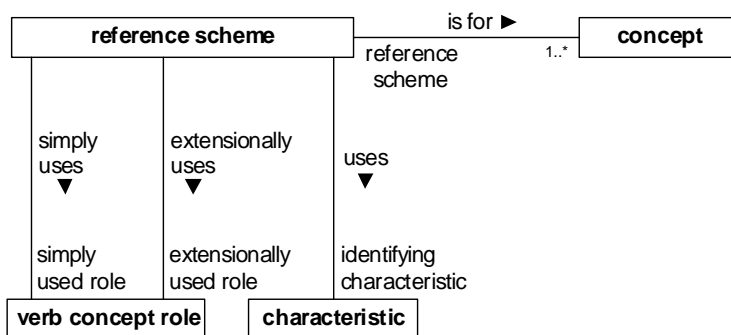 is for ►
reference scheme
concept
reference
scheme
1..*
simply
uses
▼
extensionally
uses
▼
uses
▼
simply
used role
extensionally
used role
identifying
characteristic
verb concept role
characteristic